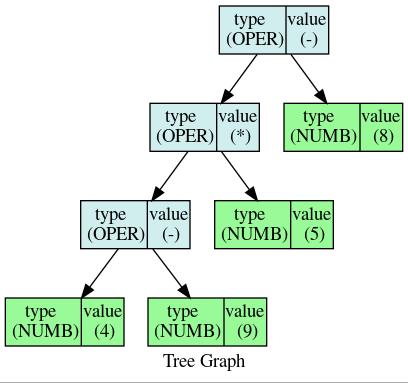 type value
(OPER) (-)
type value
(OPER) (*)
type value
(NUMB) (8)
type value
(OPER) (-)
type value
(NUMB) (5)
type value
(NUMB) (4)
type value
(NUMB) (9)
Tree Graph